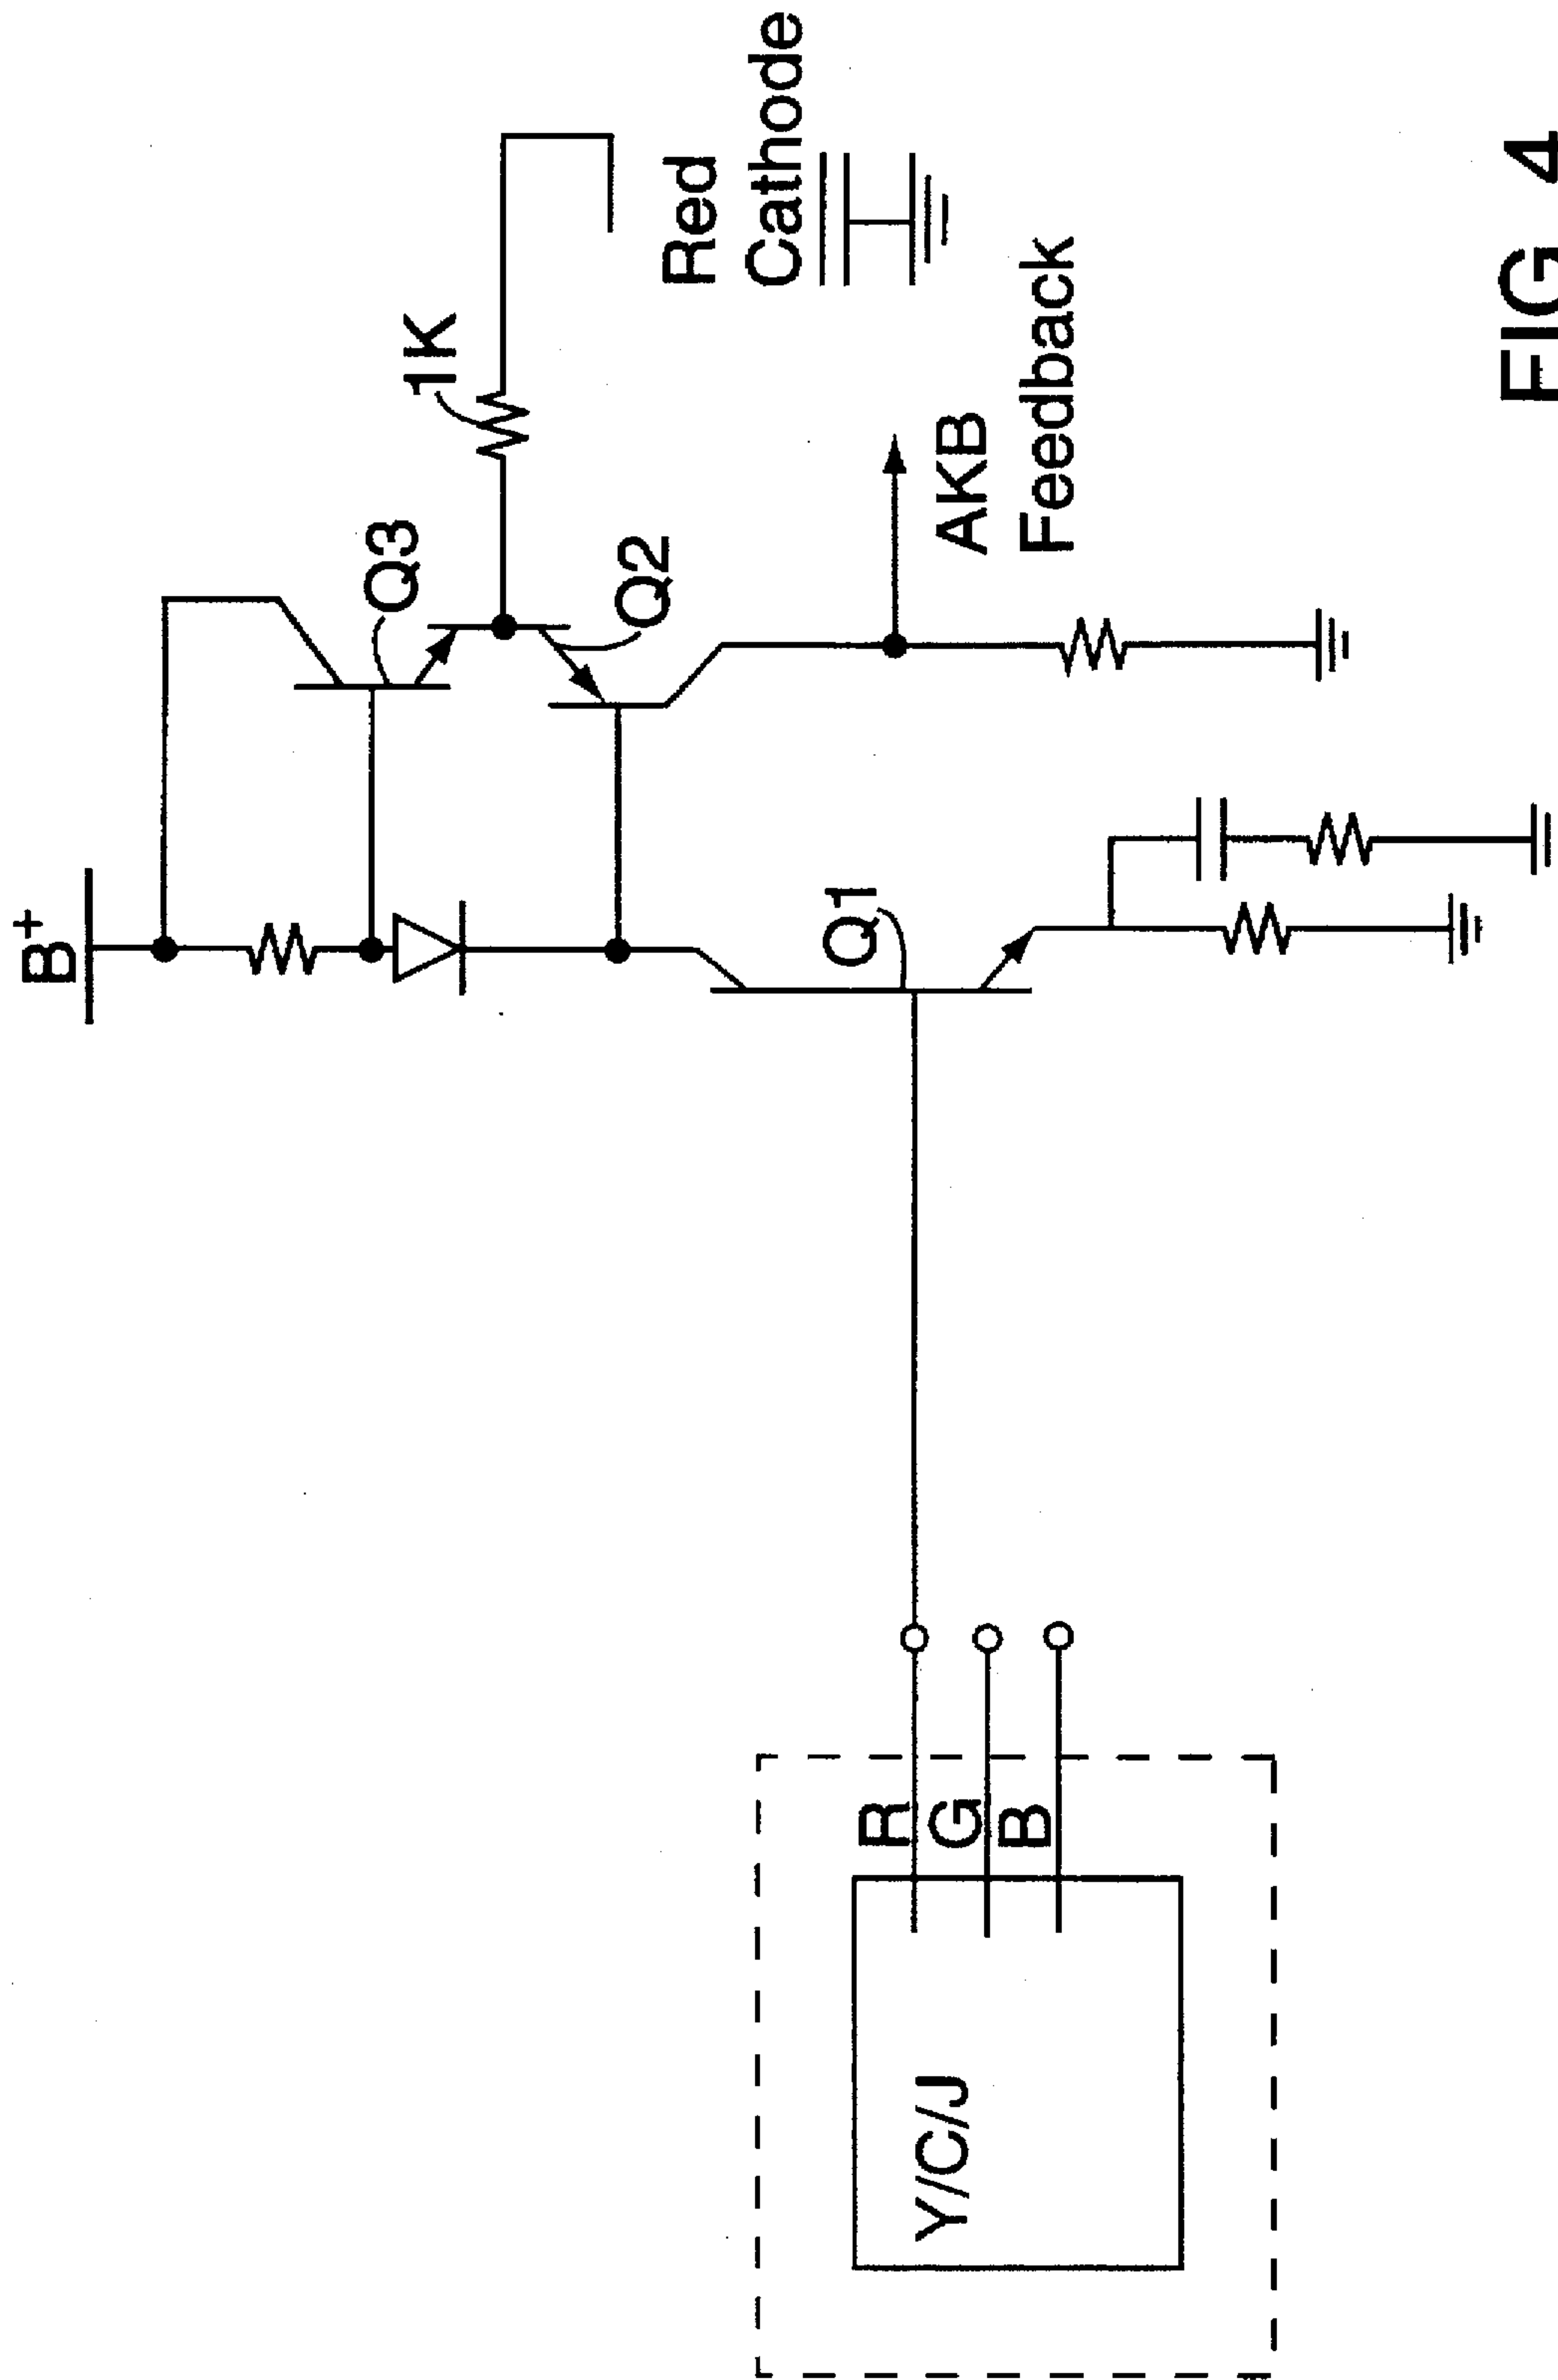 B+
Q3
1K
Q2
Red
Cathode
AKB
Feedback
Q1
R
G
B
Y/C/J
FIG 4